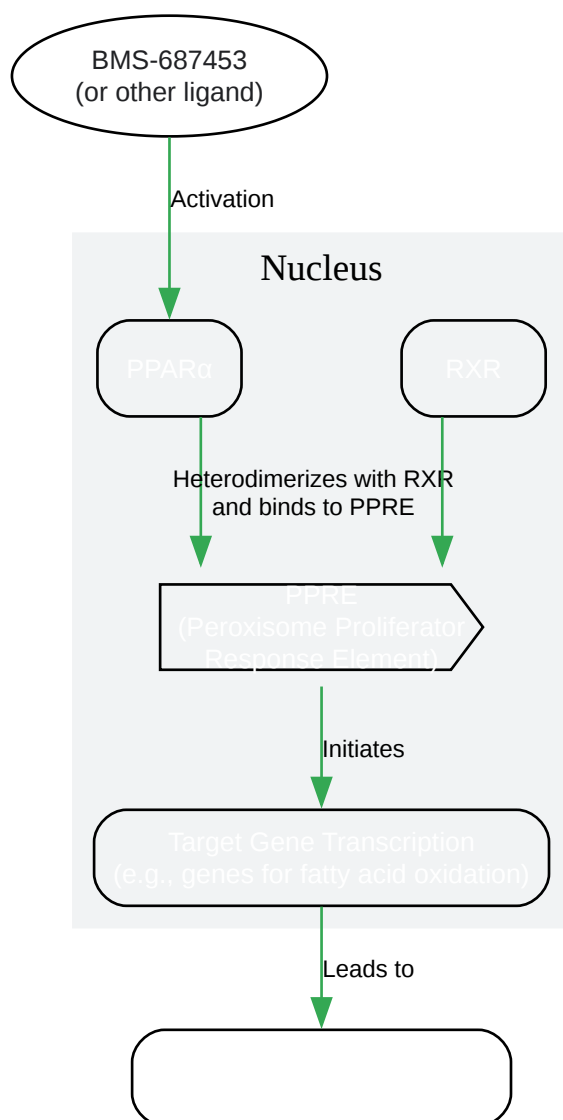 BMS-687453
(or other ligand)
Activation
Nucleus
PPARα
RXR
Heterodimerizes with RXR
and binds to PPRE
PPRE
(Peroxisome Proliferator
Response Element)
Initiates
Target Gene Transcription
(e.g., genes for fatty acid oxidation)
Leads to